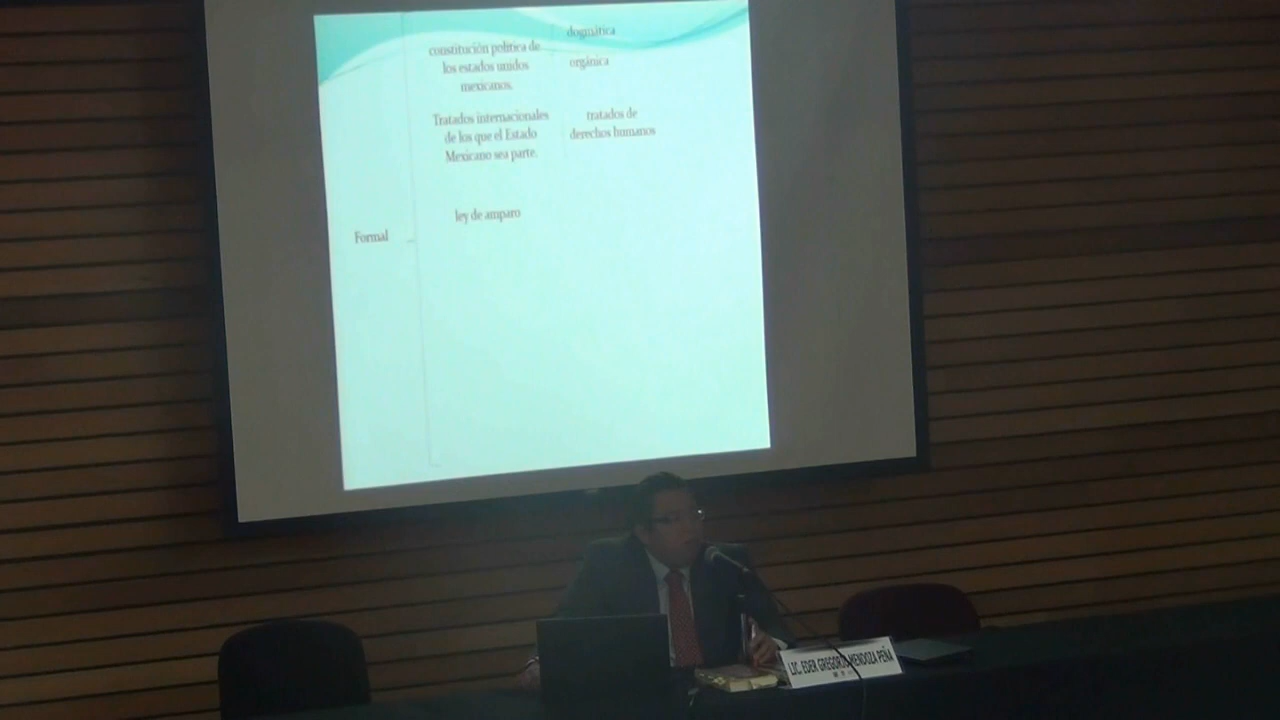 dogmática
constitución política de
los estados unidos
mexicanos.
orgánica
Tratados internacionales
de los que el Estado
Mexicano sea parte.
tratados de
derechos humanos
ley de amparo
Formal
LIC. EDER GREGORIO MENDOZA PEÑA